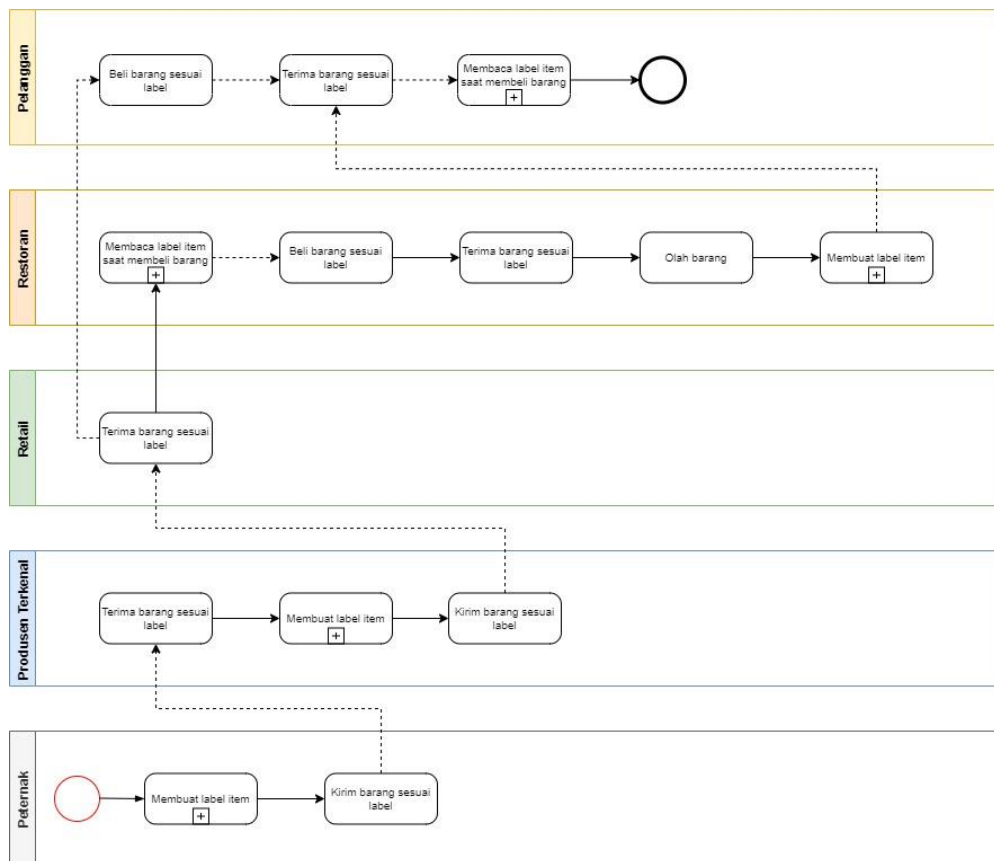 Pelanggan
Beli barang sesuai
label
Terima barang sesuai
label
Membaca label item
saat membeli barang
Restoran
Membaca label item
saat membeli barang
Beli barang sesuai
label
Terima barang sesuai
label
Olah barang
Membuat label item
Retail
Terima barang sesuai
label
Produsen Terkenal
Terima barang sesuai
label
Membuat label item
Kirim barang sesuai
label
Peternak
Membuat label item
Kirim barang sesuai
label